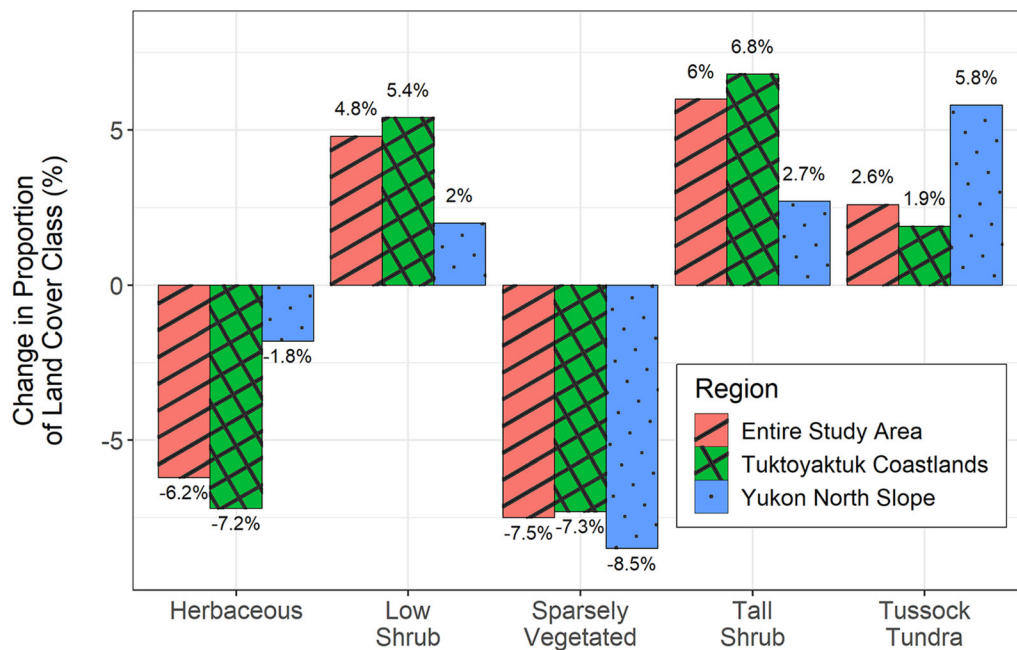 Change in Proportion
of Land Cover Class (%)
5
0
-5
-6.2%
-7.2%
-1.8%
4.8%
5.4%
2%
-7.5%
-7.3%
-8.5%
6%
6.8%
2.7%
2.6%
1.9%
5.8%
Region
Entire Study Area
Tuktoyaktuk Coastlands
Yukon North Slope
Herbaceous
Low
Shrub
Sparsely
Vegetated
Tall
Shrub
Tussock
Tundra